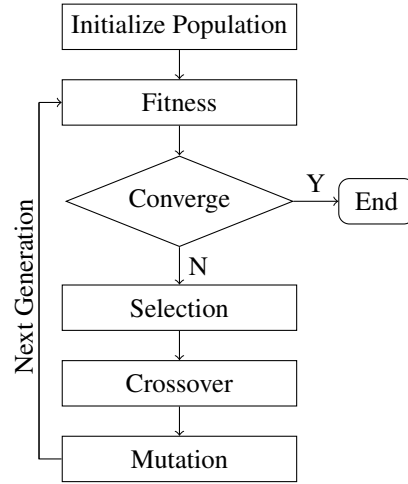 Initialize Population
Fitness
Converge
Y
End
N
Selection
Crossover
Mutation
Next Generation